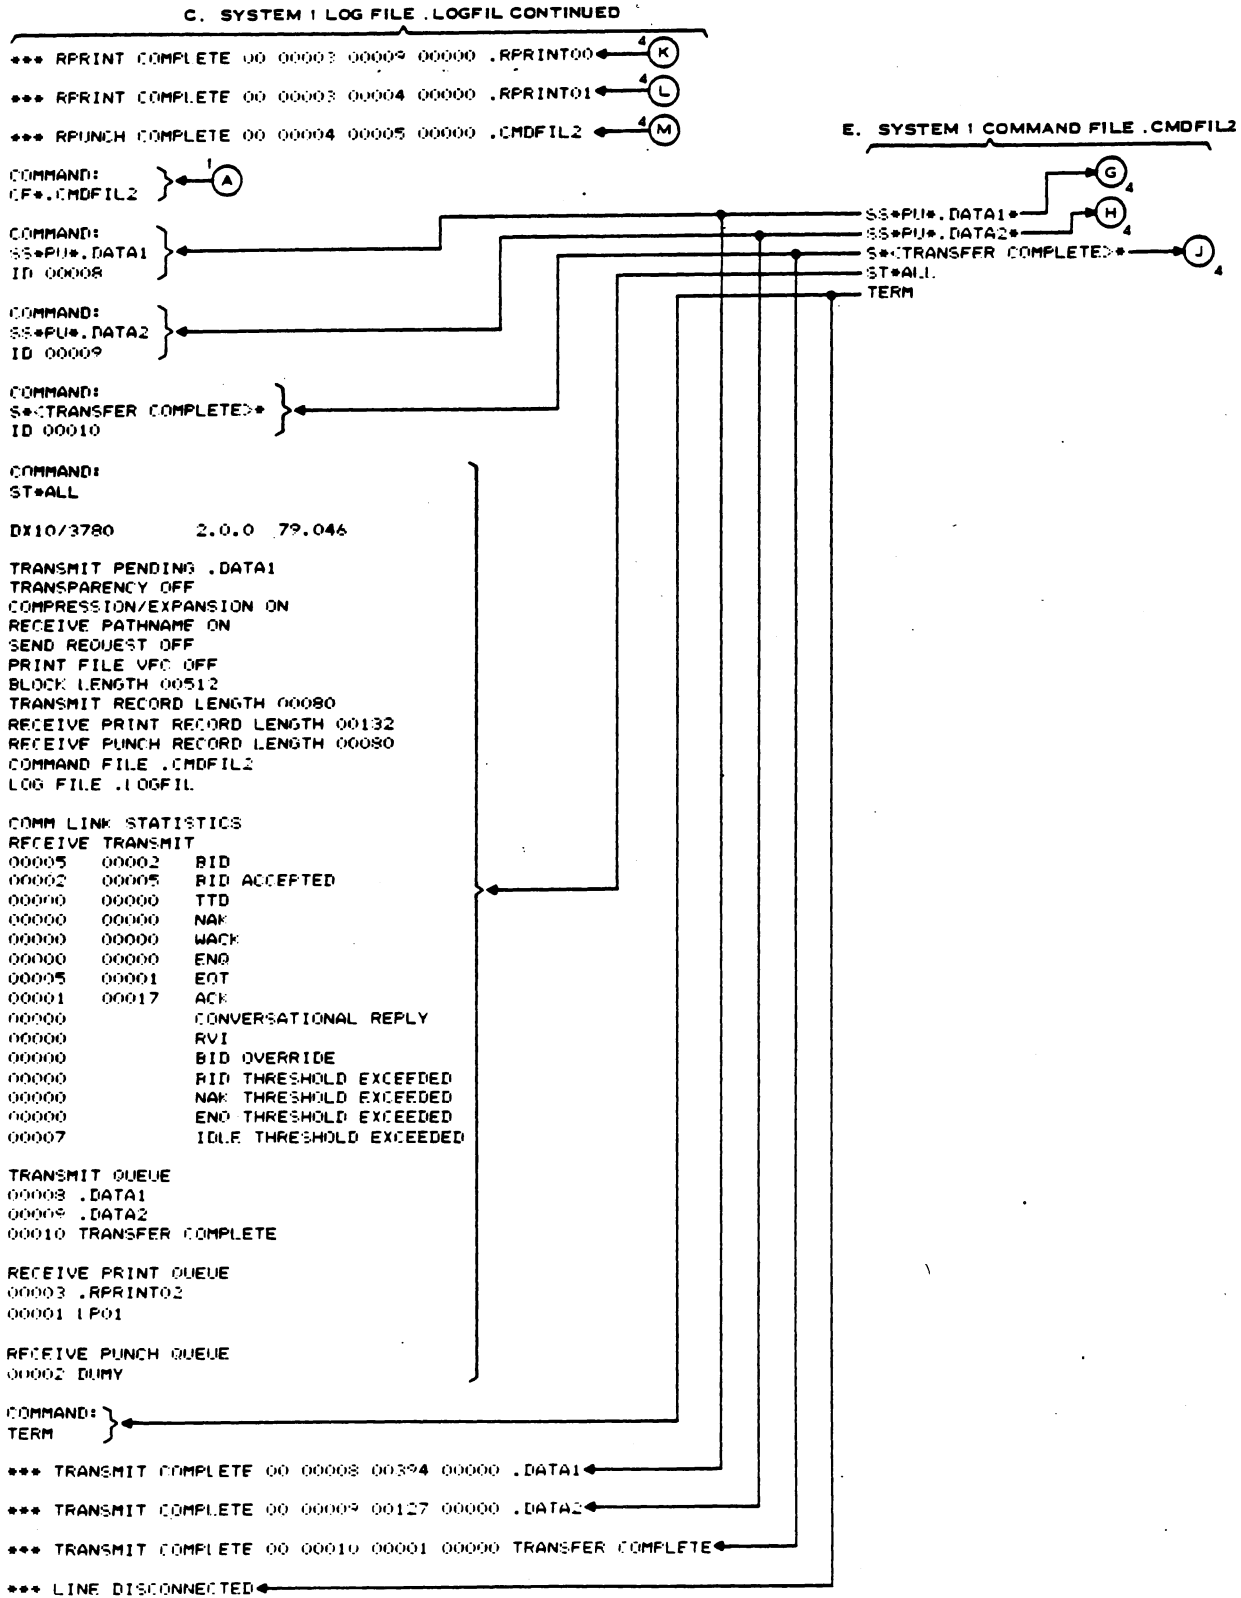 C. SYSTEM 1 LOG FILE .LOGFIL CONTINUED
*** RPRINT COMPLETE 00 00003 00009 00000 .RPRINT00 4 K
*** RPRINT COMPLETE 00 00003 00004 00000 .RPRINT01 4 L
*** RPUNCH COMPLETE 00 00004 00005 00000 .CMDFIL2 4 M
E. SYSTEM 1 COMMAND FILE .CMDFIL2
COMMAND:
CF*.CMDFIL2
1 A
G 4
SS*PU*.DATA1*
H 4
SS*PU*.DATA2*
S*<TRANSFER COMPLETE>*
J 4
ST*ALL
TERM
COMMAND:
SS*PU*.DATA1
ID 00008
COMMAND:
SS*PU*.DATA2
ID 00009
COMMAND:
S*<TRANSFER COMPLETE>*
ID 00010
COMMAND:
ST*ALL
DX10/3780 2.0.0 79.046
TRANSMIT PENDING .DATA1
TRANSPARENCY OFF
COMPRESSION/EXPANSION ON
RECEIVE PATHNAME ON
SEND REQUEST OFF
PRINT FILE VFC OFF
BLOCK LENGTH 00512
TRANSMIT RECORD LENGTH 00080
RECEIVE PRINT RECORD LENGTH 00132
RECEIVE PUNCH RECORD LENGTH 00080
COMMAND FILE .CMDFIL2
LOG FILE .LOGFIL
COMM LINK STATISTICS
RECEIVE TRANSMIT
00005 00002 BID
00002 00005 BID ACCEPTED
00000 00000 TTD
00000 00000 NAK
00000 00000 WACK
00000 00000 ENQ
00005 00001 EOT
00001 00017 ACK
00000 CONVERSATIONAL REPLY
00000 RVI
00000 BID OVERRIDE
00000 BID THRESHOLD EXCEEDED
00000 NAK THRESHOLD EXCEEDED
00000 ENQ THRESHOLD EXCEEDED
00007 IDLE THRESHOLD EXCEEDED
TRANSMIT QUEUE
00008 .DATA1
00009 .DATA2
00010 TRANSFER COMPLETE
RECEIVE PRINT QUEUE
00003 .RPRINT02
00001 LP01
RECEIVE PUNCH QUEUE
00002 DUMY
COMMAND:
TERM
*** TRANSMIT COMPLETE 00 00008 00394 00000 .DATA1
*** TRANSMIT COMPLETE 00 00009 00127 00000 .DATA2
*** TRANSMIT COMPLETE 00 00010 00001 00000 TRANSFER COMPLETE
*** LINE DISCONNECTED